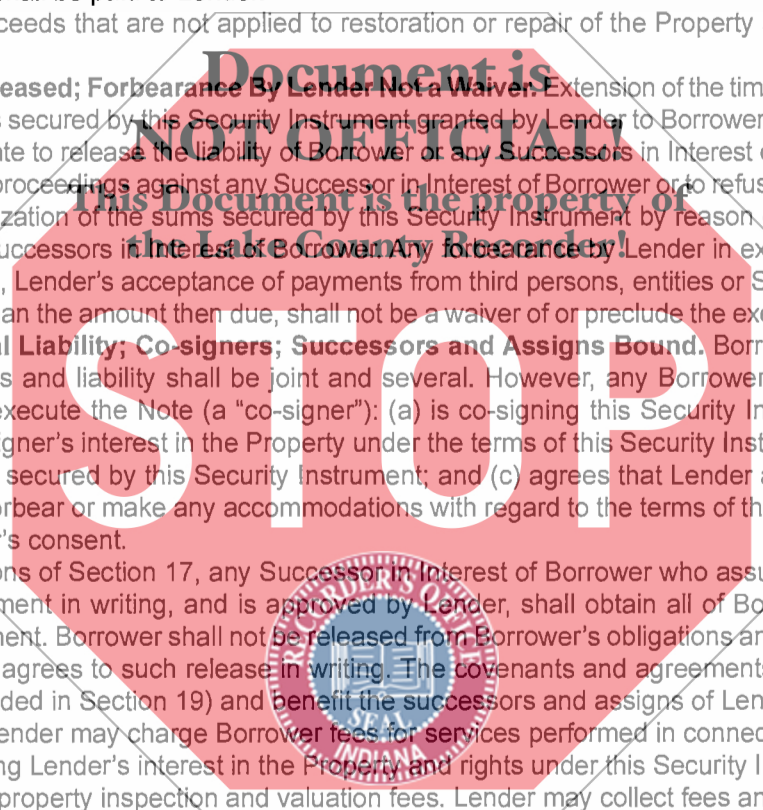 ceeds that are not applied to restoration or repair of the Property
Document is
eased; Forbearance By Lender Not a Waiver. Extension of the tim
s secured by this Security Instrument granted by Lender to Borrower
NOT OFFICIAL!
te to release the liability of Borrower or any Successors in Interest
proceedings against any Successor in Interest of Borrower or to refus
This Document is the property of
zation of the sums secured by this Security Instrument by reason
uccessors in Interest of Borrower. Any forbearance by Lender in ex
the Lake County Recorder!
, Lender's acceptance of payments from third persons, entities or S
an the amount then due, shall not be a waiver of or preclude the exe
STOP
al Liability; Co-signers; Successors and Assigns Bound. Borr
s and liability shall be joint and several. However, any Borrower
execute the Note (a "co-signer"): (a) is co-signing this Security In
igner's interest in the Property under the terms of this Security Inst
secured by this Security Instrument; and (c) agrees that Lender a
orbear or make any accommodations with regard to the terms of th
r's consent.
ons of Section 17, any Successor in Interest of Borrower who assu
ment in writing, and is approved by Lender, shall obtain all of Bo
ment. Borrower shall not be released from Borrower's obligations an
agrees to such release in writing. The covenants and agreements
ded in Section 19) and benefit the successors and assigns of Len
ender may charge Borrower fees for services performed in connec
ng Lender's interest in the Property and rights under this Security I
property inspection and valuation fees. Lender may collect fees an
RECORDER'S OFFICE
SEAL
INDIANA